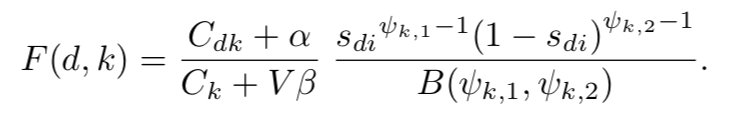 F(d, k) = \frac{C_{dk} + \alpha}{C_k + V\beta} \frac{s_{di}^{\psi_{k,1}-1}(1 - s_{di})^{\psi_{k,2}-1}}{B(\psi_{k,1}, \psi_{k,2})}.